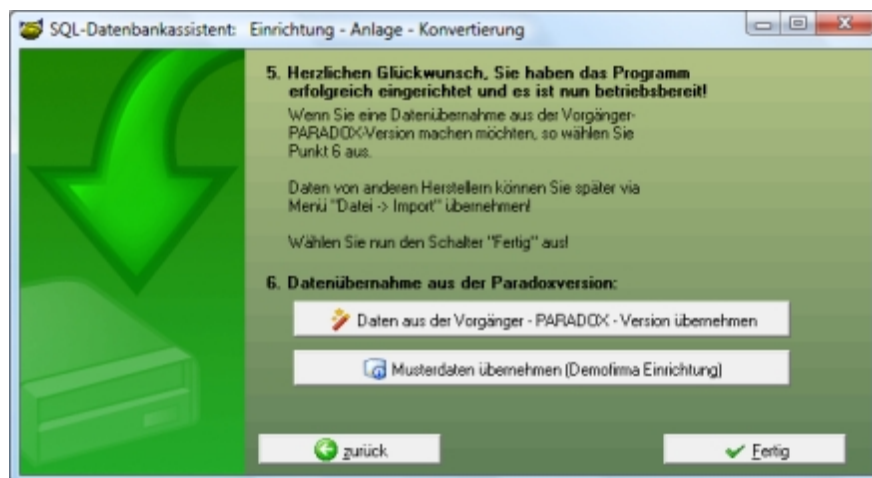 SQL-Datenbankassistent: Einrichtung - Anlage - Konvertierung
5. Herzlichen Glückwunsch, Sie haben das Programm
erfolgreich eingerichtet und es ist nun betriebsbereit!
Wenn Sie eine Datenübernahme aus der Vorgänger-
PARADOX-Version machen möchten, so wählen Sie
Punkt 6 aus.
Daten von anderen Herstellern können Sie später via
Menü "Datei -> Import" übernehmen!
Wählen Sie nun den Schalter "Fertig" aus!
6. Datenübernahme aus der Paradoxversion:
Daten aus der Vorgänger - PARADOX - Version übernehmen
Musterdaten übernehmen (Demofirma Einrichtung)
zurück
Fertig